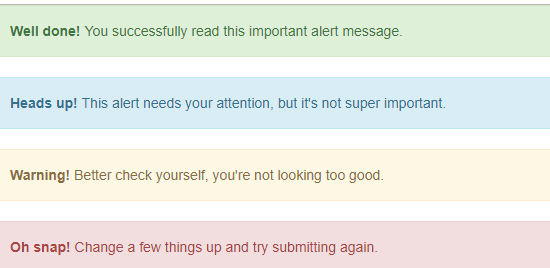 Well done! You successfully read this important alert message.
Heads up! This alert needs your attention, but it's not super important.
Warning! Better check yourself, you're not looking too good.
Oh snap! Change a few things up and try submitting again.